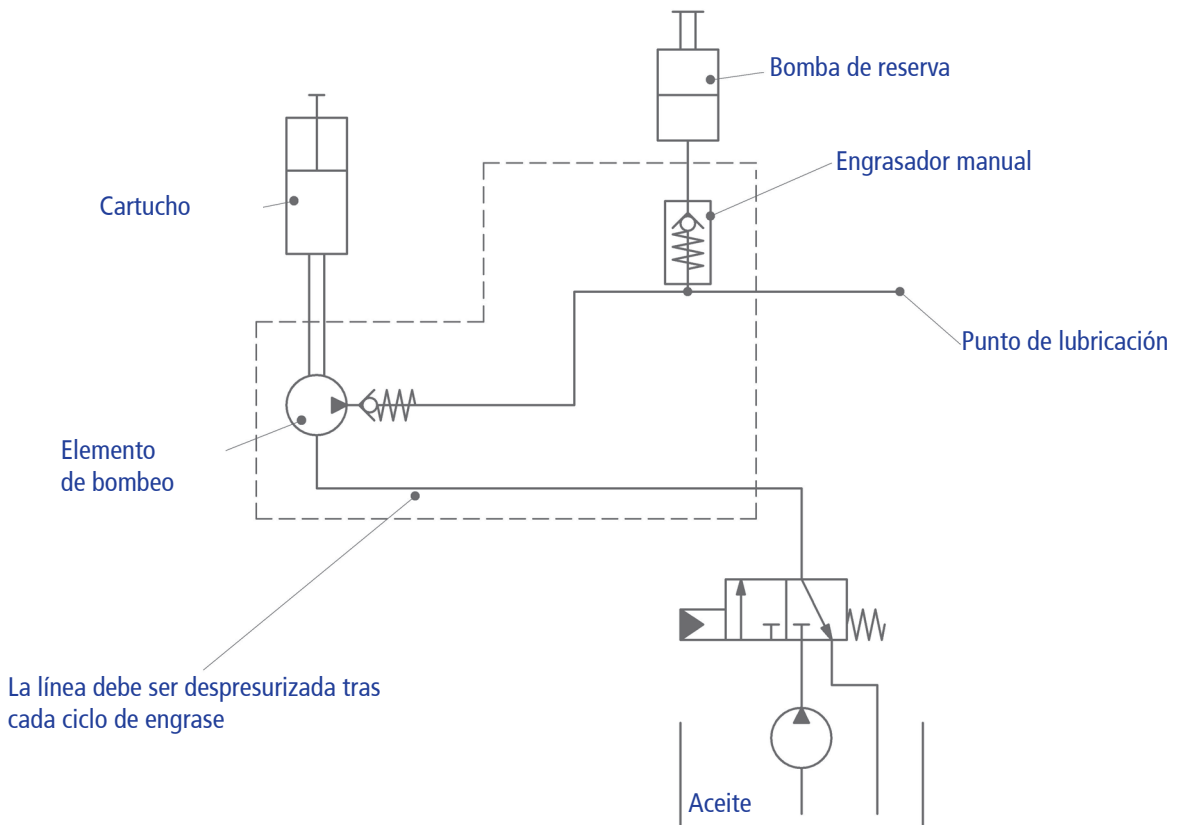 Bomba de reserva
Engrasador manual
Cartucho
Punto de lubricación
Elemento
de bombeo
La línea debe ser despresurizada tras
cada ciclo de engrase
Aceite